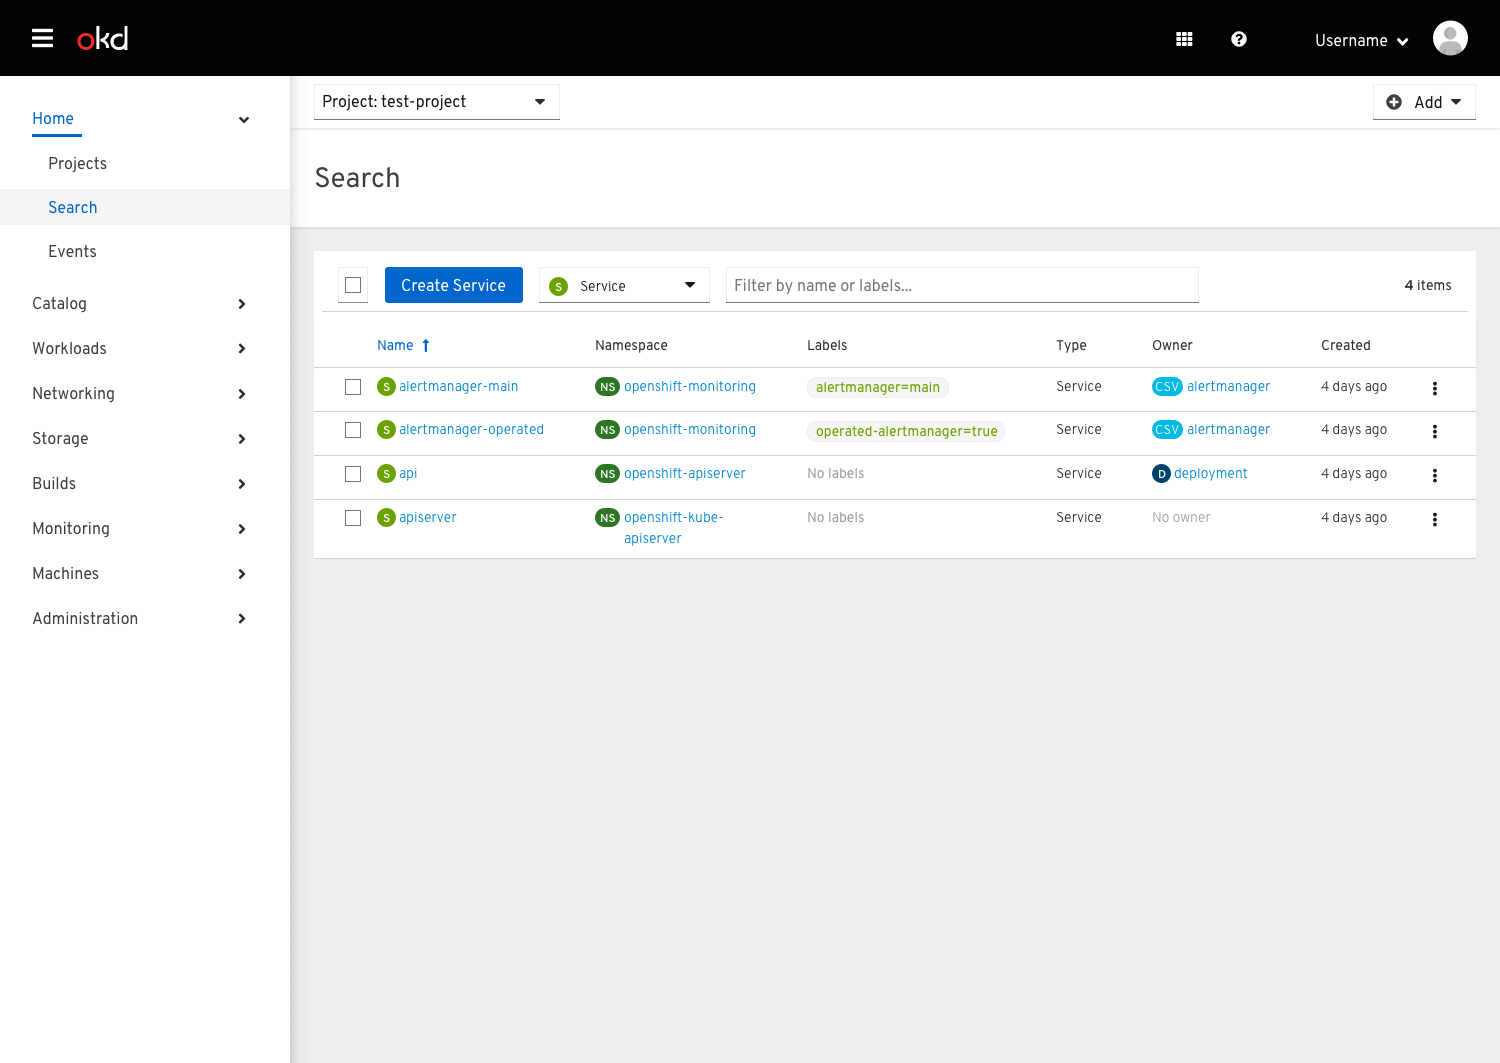 okd
Username
Project: test-project
Add
Home
Projects
Search
Events
Catalog
Workloads
Networking
Storage
Builds
Monitoring
Machines
Administration
Search
Create Service
S Service
Filter by name or labels...
4 items
Name Namespace Labels Type Owner Created
S alertmanager-main NS openshift-monitoring alertmanager=main Service CSV alertmanager 4 days ago
S alertmanager-operated NS openshift-monitoring operated-alertmanager=true Service CSV alertmanager 4 days ago
S api NS openshift-apiserver No labels Service D deployment 4 days ago
S apiserver NS openshift-kube- No labels Service No owner 4 days ago
apiserver